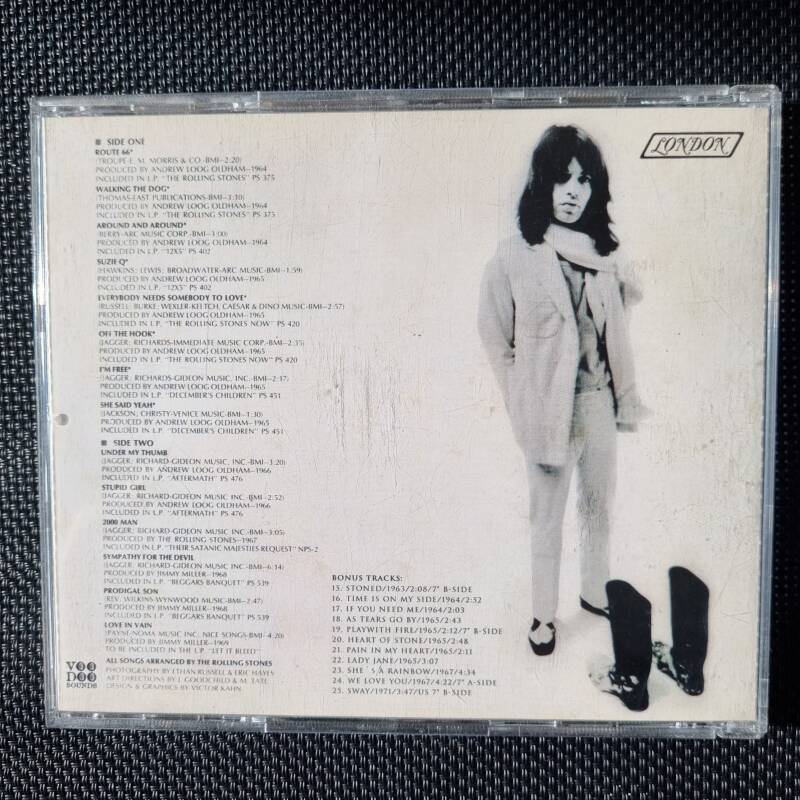 ■ SIDE ONE
ROUTE 66*
(TROUPE-E. M. MORRIS & CO.-BMI–2:20)
PRODUCED BY ANDREW LOOG OLDHAM–1964
INCLUDED IN L.P. "THE ROLLING STONES" PS 375
WALKING THE DOG*
(THOMAS-EAST PUBLICATIONS-BMI–3:10)
PRODUCED BY ANDREW LOOG OLDHAM–1964
INCLUDED IN L.P. "THE ROLLING STONES" PS 375
AROUND AND AROUND*
(BERRY-ARC MUSIC CORP.-BMI–3:00)
PRODUCED BY ANDREW LOOG OLDHAM–1964
INCLUDED IN L.P. "12X5" PS 402
SUZIE Q*
(HAWKINS; LEWIS; BROADWATER-ARC MUSIC-BMI–1:59)
PRODUCED BY ANDREW LOOG OLDHAM–1965
INCLUDED IN L.P. "12X5" PS 402
EVERYBODY NEEDS SOMEBODY TO LOVE*
(RUSSELL; BURKE; WEXLER-KEITCH, CAESAR & DINO MUSIC-BMI–2:57)
PRODUCED BY ANDREW LOOG OLDHAM–1965
INCLUDED IN L.P. "THE ROLLING STONES NOW" PS 420
OFF THE HOOK*
(JAGGER; RICHARDS-IMMEDIATE MUSIC CORP.-BMI–2:35)
PRODUCED BY ANDREW LOOG OLDHAM–1965
INCLUDED IN L.P. "THE ROLLING STONES NOW" PS 420
I'M FREE*
(JAGGER; RICHARDS-GIDEON MUSIC, INC.-BMI–2:17)
PRODUCED BY ANDREW LOOG OLDHAM–1965
INCLUDED IN L.P. "DECEMBER'S CHILDREN" PS 451
SHE SAID YEAH*
(JACKSON; CHRISTY-VENICE MUSIC-BMI–1:30)
PRODUCED BY ANDREW LOOG OLDHAM–1965
INCLUDED IN L.P. "DECEMBER'S CHILDREN" PS 451
■ SIDE TWO
UNDER MY THUMB
(JAGGER; RICHARD-GIDEON MUSIC, INC-BMI–3:20)
PRODUCED BY ANDREW LOOG OLDHAM–1966
INCLUDED IN L.P. "AFTERMATH" PS 476
STUPID GIRL
(JAGGER; RICHARD-GIDEON MUSIC INC-BMI–2:52)
PRODUCED BY ANDREW LOOG OLDHAM–1966
INCLUDED IN L.P. "AFTERMATH" PS 476
2000 MAN
(JAGGER; RICHARD-GIDEON MUSIC INC-BMI–3:05)
PRODUCED BY THE ROLLING STONES–1967
INCLUDED IN L.P. "THEIR SATANIC MAJESTIES REQUEST" NPS-2
SYMPATHY FOR THE DEVIL
(JAGGER; RICHARD-GIDEON MUSIC INC-BMI–6:14)
PRODUCED BY JIMMY MILLER–1968
INCLUDED IN L.P. "BEGGARS BANQUET" PS 539
PRODIGAL SON
(REV. WILKINS-WYNWOOD MUSIC-BMI–2:47)
PRODUCED BY JIMMY MILLER–1968
INCLUDED IN L.P. "BEGGARS BANQUET" PS 539
LOVE IN VAIN
(PAYNE-NOMA MUSIC INC. NICE SONGS-BMI–4:20)
PRODUCED BY JIMMY MILLER–1969
TO BE INCLUDED IN THE L.P. "LET IT BLEED"
ALL SONGS ARRANGED BY THE ROLLING STONES
PHOTOGRAPHY BY ETHAN RUSSELL & ERIC HAYES
ART DIRECTIONS BY J. GOODCHILD & M. TATE
DESIGN & GRAPHICS BY VICTOR KAHN
VOO
DOO
SOUNDS
BONUS TRACKS:
15. STONED/1963/2:08/7" B-SIDE
16. TIME IS ON MY SIDE/1964/2:52
17. IF YOU NEED ME/1964/2:03
18. AS TEARS GO BY/1965/2:43
19. PLAYWITH FIRE/1965/2:12/7" B-SIDE
20. HEART OF STONE/1965/2:48
21. PAIN IN MY HEART/1965/2:11
22. LADY JANE/1965/3:07
23. SHE´S A RAINBOW/1967/4:34
24. WE LOVE YOU/1967/4:22/7" A-SIDE
25. SWAY/1971/3:47/US 7" B-SIDE
LONDON